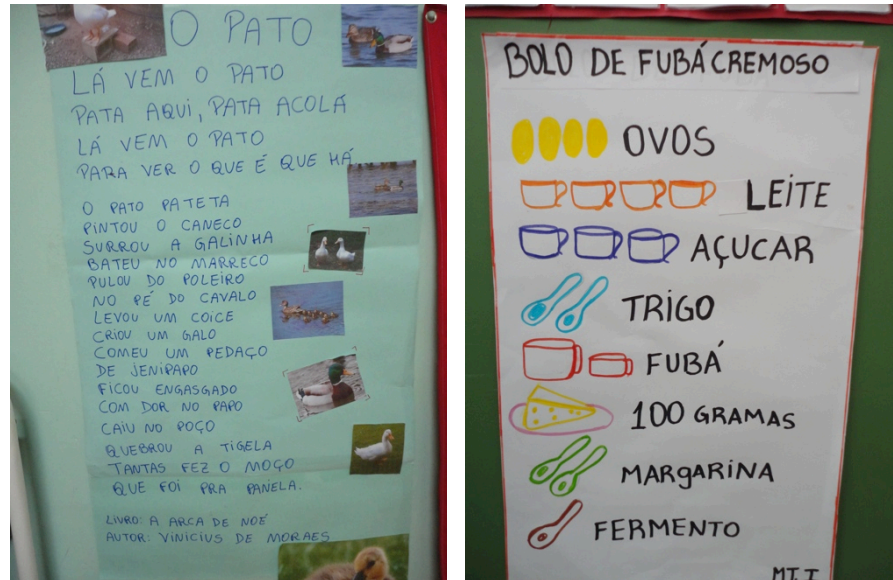 O PATO
LÁ VEM O PATO
PATA AQUI, PATA ACOLÁ
LÁ VEM O PATO
PARA VER O QUE É QUE HÁ.
O PATO PATETA
PINTOU O CANECO
SURROU A GALINHA
BATEU NO MARRECO
PULOU DO POLEIRO
NO PÉ DO CAVALO
LEVOU UM COICE
CRIOU UM GALO
COMEU UM PEDAÇO
DE JENIPAPO
FICOU ENGASGADO
COM DOR NO PAPO
CAIU NO POÇO
QUEBROU A TIGELA
TANTAS FEZ O MOÇO
QUE FOI PRA PANELA.
LIVRO: A ARCA DE NOÉ
AUTOR: VINICIUS DE MORAES
BOLO DE FUBÁ CREMOSO
OVOS
LEITE
AÇUCAR
TRIGO
FUBÁ
100 GRAMAS
MARGARINA
FERMENTO